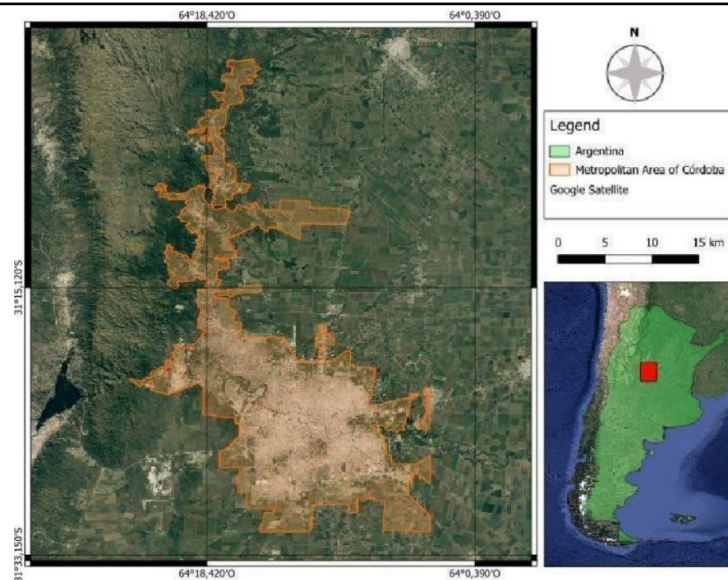 64°18,420'O
64°0,390'O
31°15,120'S
31°33,150'S
64°18,420'O
64°0,390'O
N
Legend
Argentina
Metropolitan Area of Córdoba
Google Satellite
0 5 10 15 km